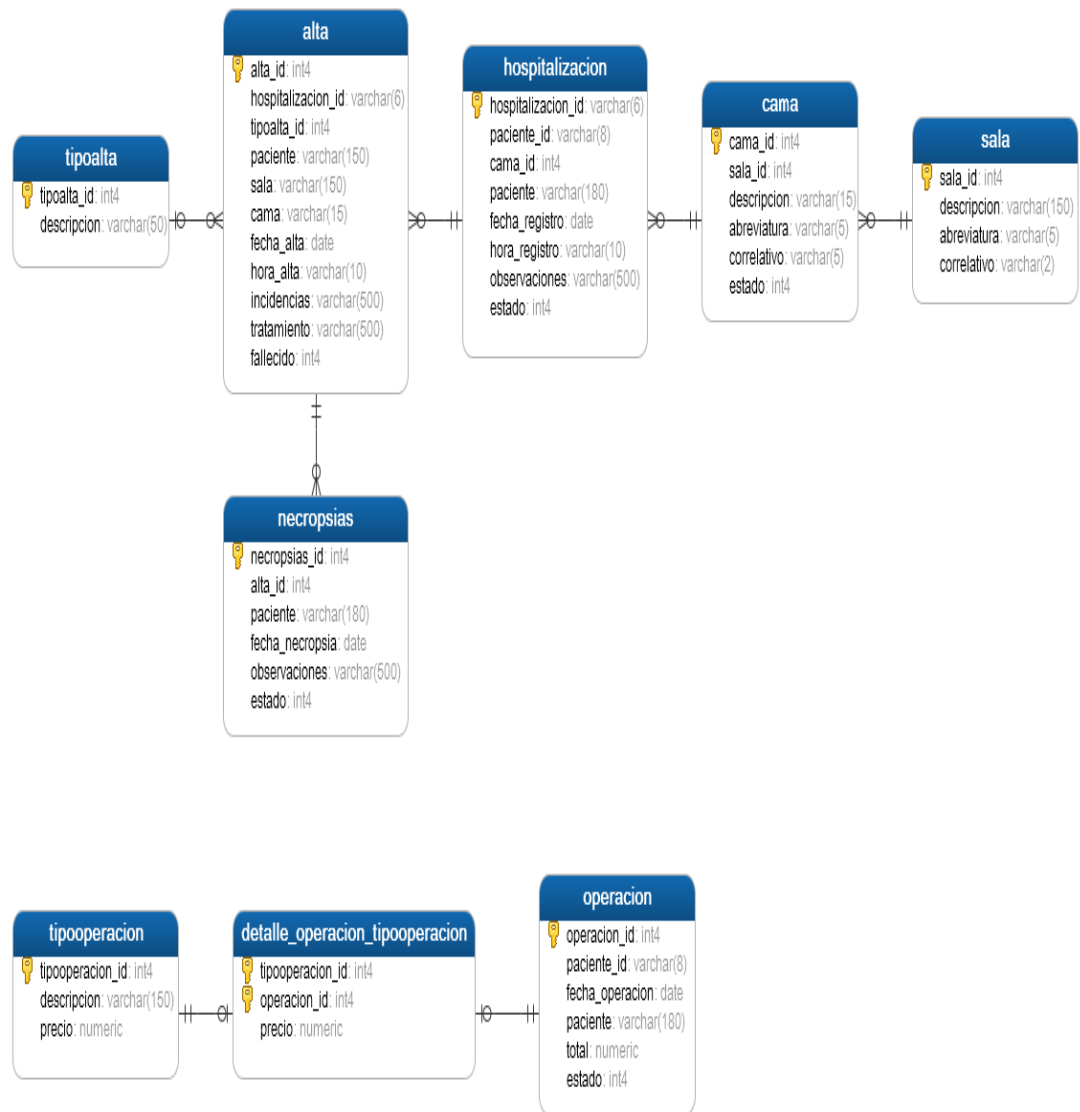 alta
alta_id: int4
hospitalizacion_id: varchar(6)
tipoalta_id: int4
paciente: varchar(150)
sala: varchar(150)
cama: varchar(15)
fecha_alta: date
hora_alta: varchar(10)
incidencias: varchar(500)
tratamiento: varchar(500)
fallecido: int4
hospitalizacion
hospitalizacion_id: varchar(6)
paciente_id: varchar(8)
cama_id: int4
paciente: varchar(180)
fecha_registro: date
hora_registro: varchar(10)
observaciones: varchar(500)
estado: int4
cama
cama_id: int4
sala_id: int4
descripcion: varchar(15)
abreviatura: varchar(5)
correlativo: varchar(5)
estado: int4
sala
sala_id: int4
descripcion: varchar(150)
abreviatura: varchar(5)
correlativo: varchar(2)
tipoalta
tipoalta_id: int4
descripcion: varchar(50)
necropsias
necropsias_id: int4
alta_id: int4
paciente: varchar(180)
fecha_necropsia: date
observaciones: varchar(500)
estado: int4
tipooperacion
tipooperacion_id: int4
descripcion: varchar(150)
precio: numeric
detalle_operacion_tipooperacion
tipooperacion_id: int4
operacion_id: int4
precio: numeric
operacion
operacion_id: int4
paciente_id: varchar(8)
fecha_operacion: date
paciente: varchar(180)
total: numeric
estado: int4